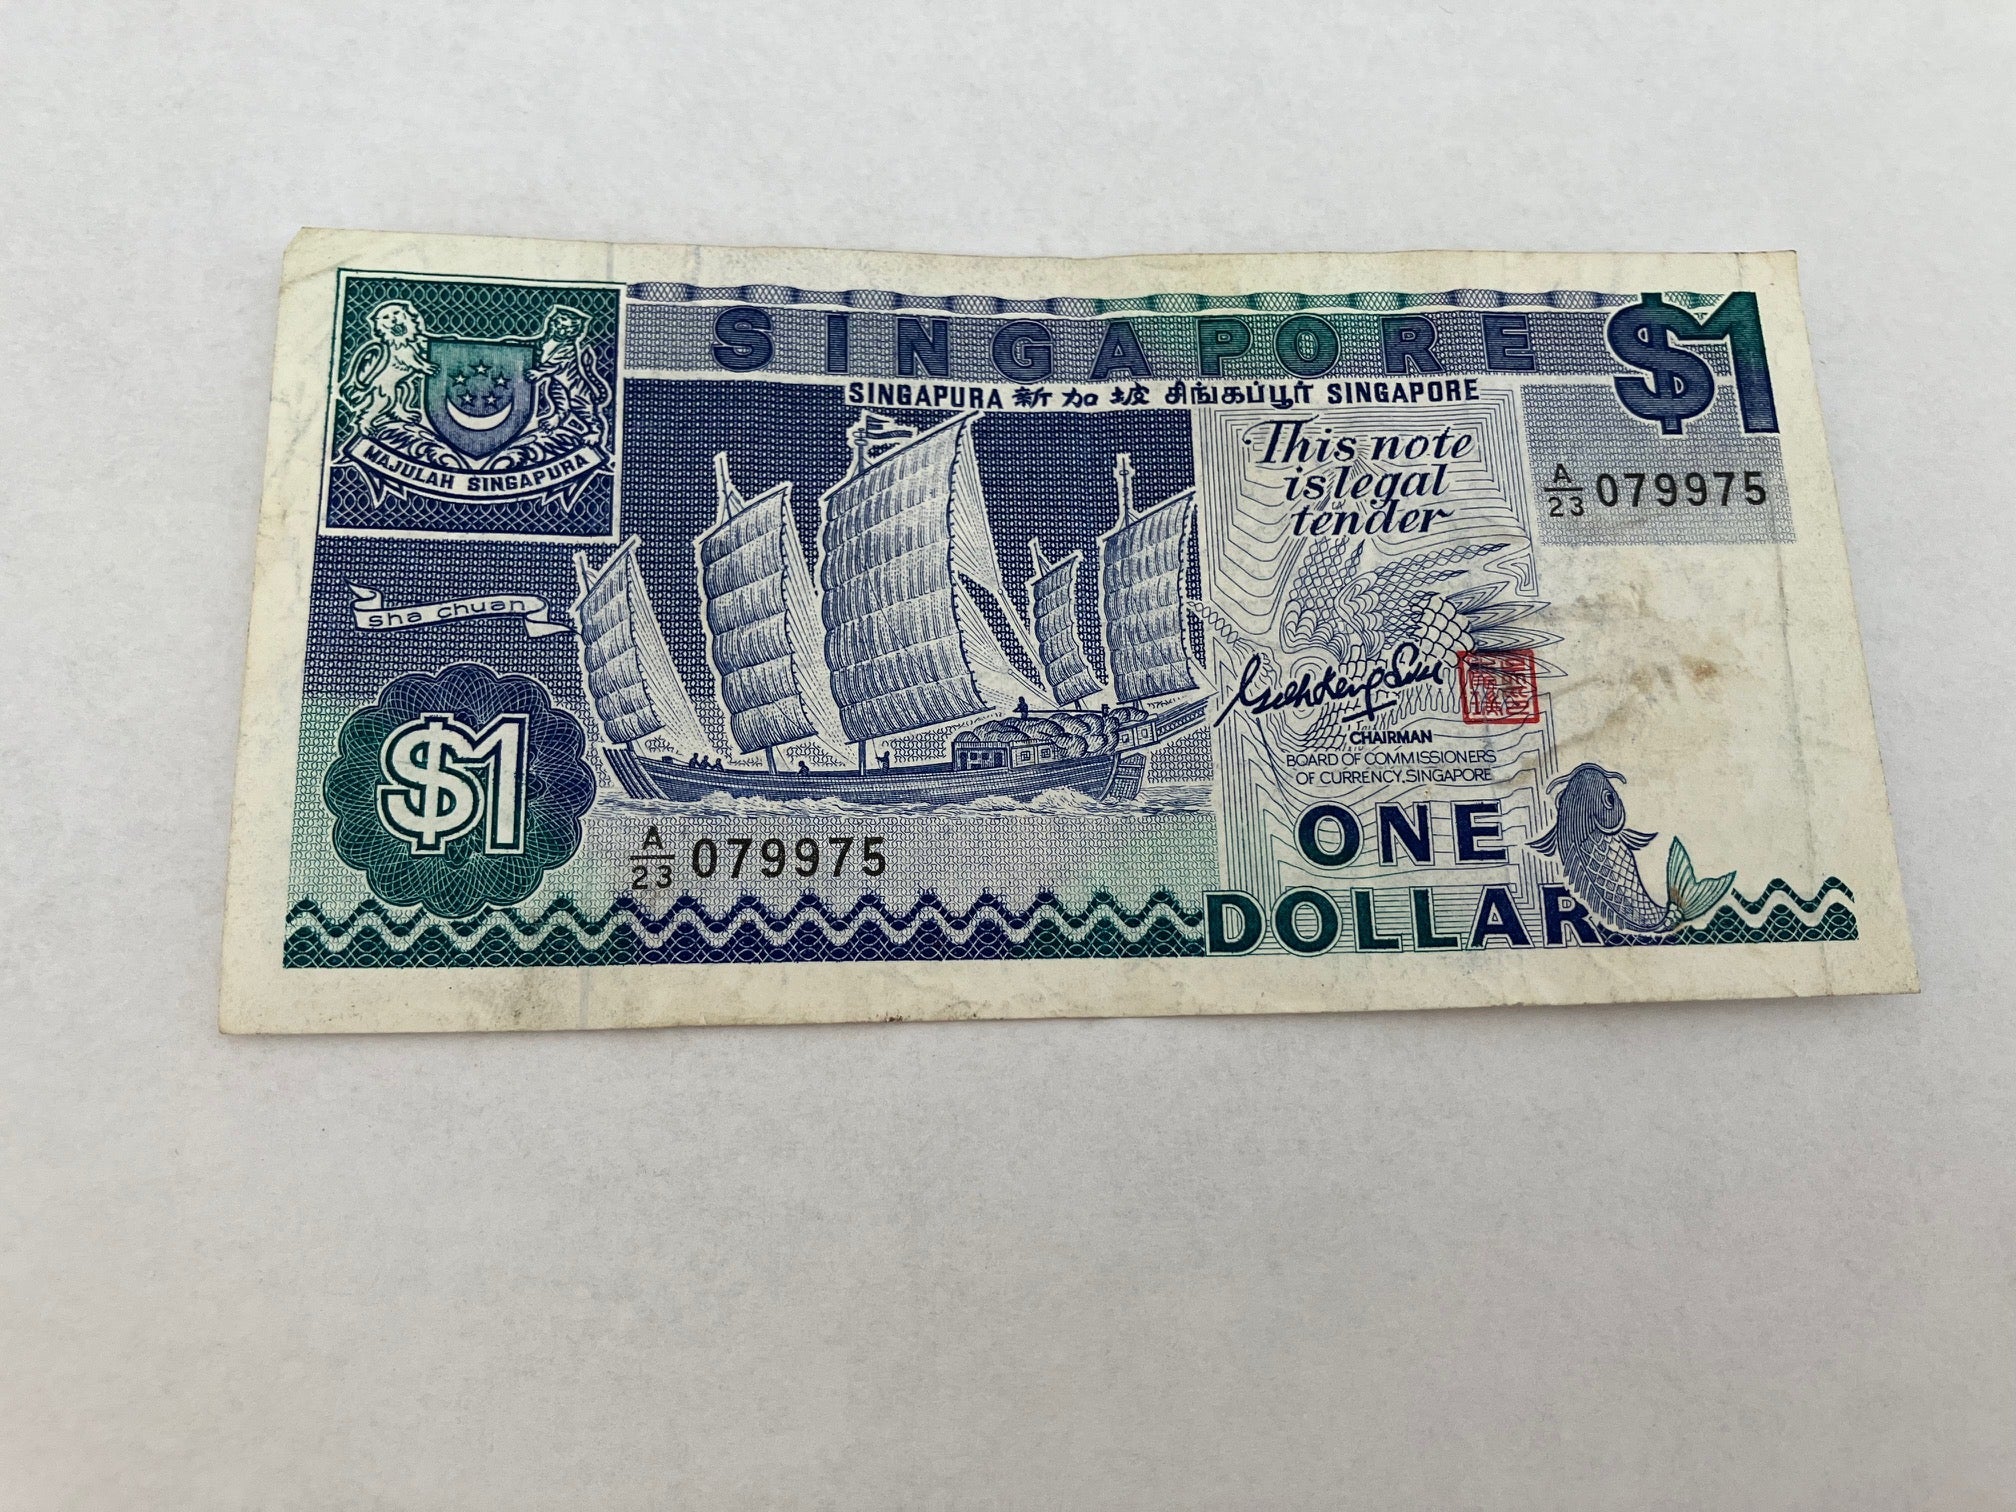 SINGAPORE
$1
SINGAPURA 新加坡 சிங்கப்பூர் SINGAPORE
MAJULAH SINGAPURA
This note
is legal
tender
A/23 079975
sha chuan
$1
CHAIRMAN
BOARD OF COMMISSIONERS
OF CURRENCY, SINGAPORE
A/23 079975
ONE
DOLLAR